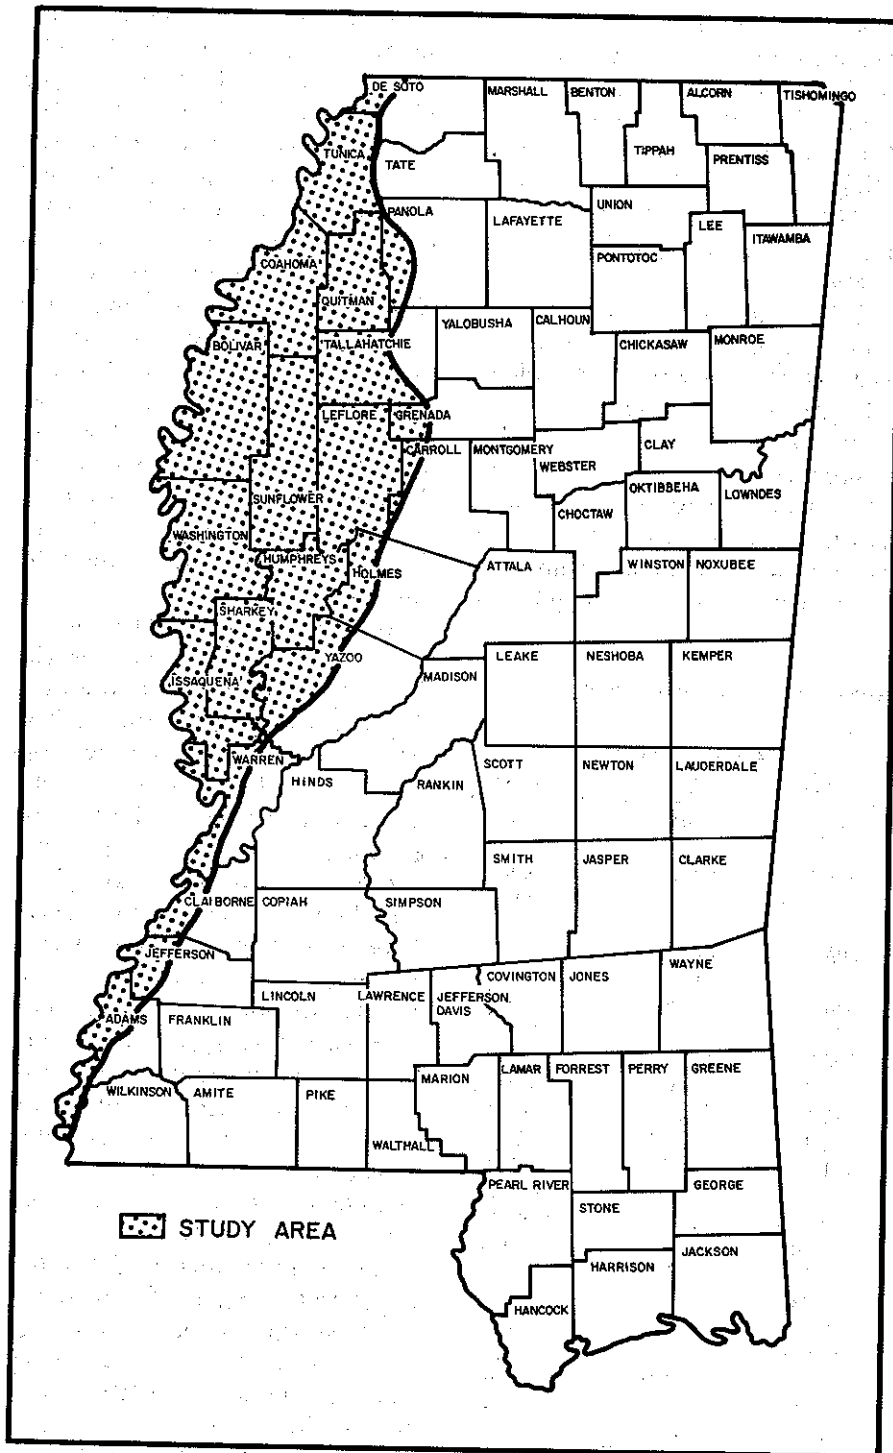 DE SOTO
MARSHALL
BENTON
ALCORN
TISHOMINGO
TUNICA
TATE
TIPPAH
PRENTISS
PANOLA
LAFAYETTE
UNION
LEE
ITAWAMBA
COAHOMA
PONTOTOC
QUITMAN
YALOBUSHA
CALHOUN
BOLIVAR
TALLAHATCHIE
CHICKASAW
MONROE
LEFLORE
GRENADA
CARROLL
MONTGOMERY
WEBSTER
CLAY
SUNFLOWER
OKTIBBEHA
LOWNDES
CHOCTAW
WASHINGTON
HUMPHREYS
HOLMES
ATTALA
WINSTON
NOXUBEE
SHARKEY
YAZOO
LEAKE
NESHOBA
KEMPER
ISSAQUENA
MADISON
WARREN
HINDS
RANKIN
SCOTT
NEWTON
LAUDERDALE
SMITH
JASPER
CLARKE
CLAIBORNE
COPIAH
SIMPSON
JEFFERSON
COVINGTON
JONES
WAYNE
LINCOLN
LAWRENCE
JEFFERSON
DAVIS
ADAMS
FRANKLIN
WILKINSON
AMITE
PIKE
MARION
LAMAR
FORREST
PERRY
GREENE
WALTHALL
PEARL RIVER
GEORGE
STONE
HARRISON
JACKSON
HANCOCK
STUDY AREA